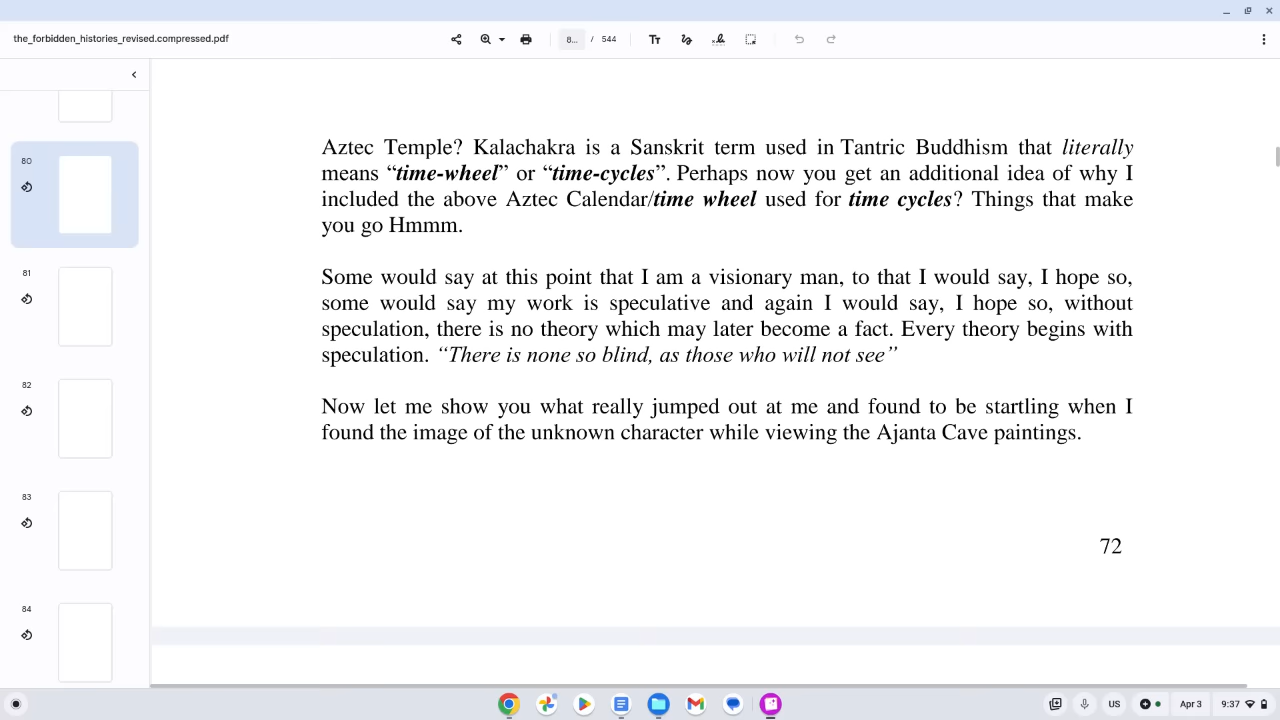 the_forbidden_histories_revised.compressed.pdf
8... / 544
80
81
82
83
84
Aztec Temple? Kalachakra is a Sanskrit term used in Tantric Buddhism that literally
means “time-wheel” or “time-cycles”. Perhaps now you get an additional idea of why I
included the above Aztec Calendar/time wheel used for time cycles? Things that make
you go Hmmm.
Some would say at this point that I am a visionary man, to that I would say, I hope so,
some would say my work is speculative and again I would say, I hope so, without
speculation, there is no theory which may later become a fact. Every theory begins with
speculation. “There is none so blind, as those who will not see”
Now let me show you what really jumped out at me and found to be startling when I
found the image of the unknown character while viewing the Ajanta Cave paintings.
72
US
Apr 3
9:37